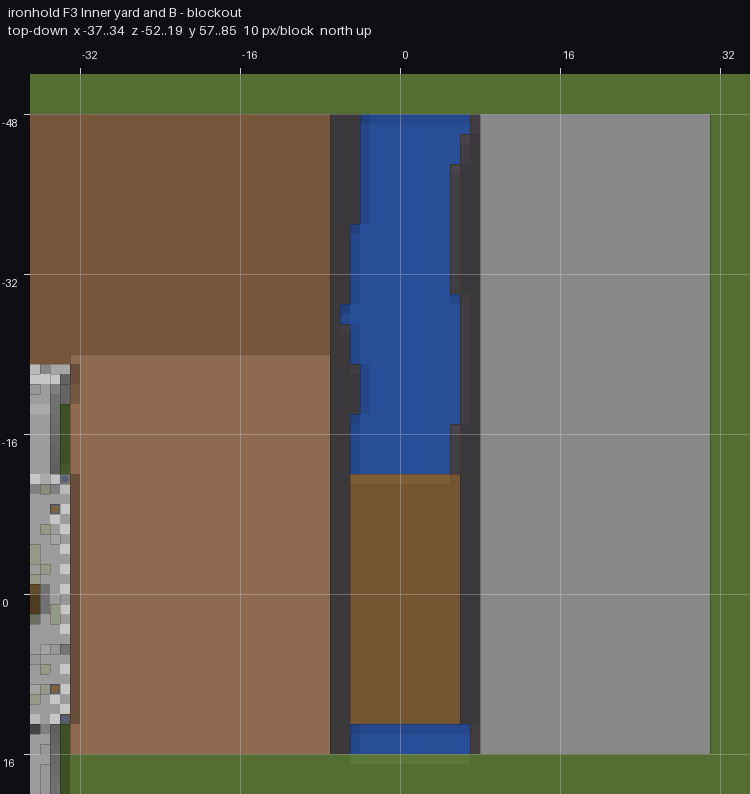 ironhold F3 Inner yard and B - blockout
top-down x -37..34 z -52..19 y 57..85 10 px/block north up
-32 -16 0 16 32
-48
-32
-16
0
16